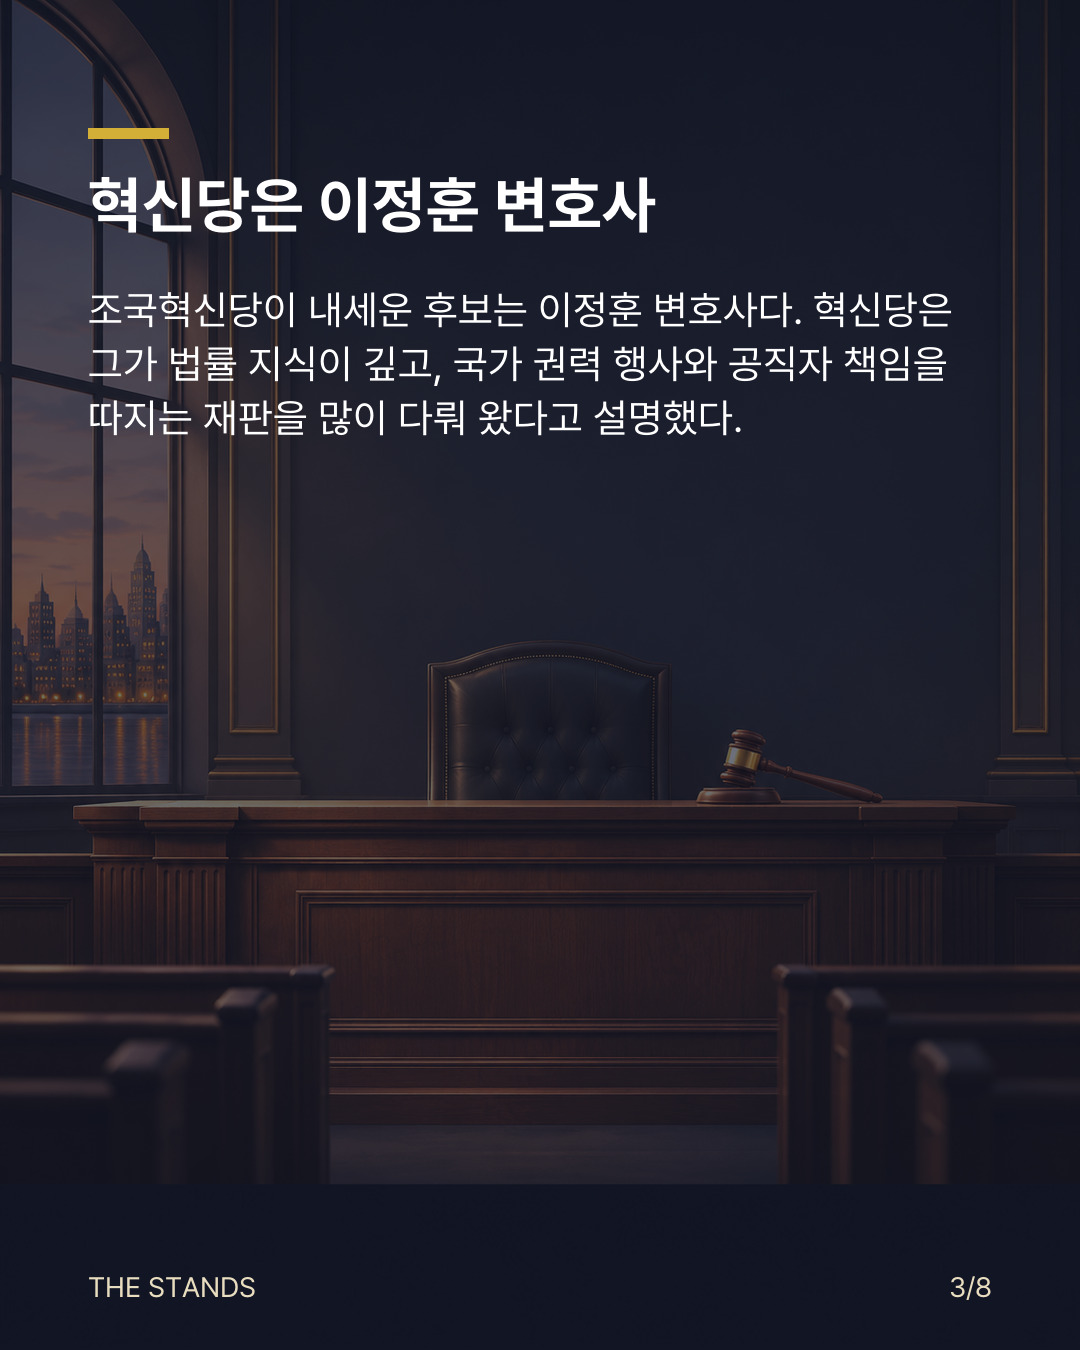 혁신당은 이정훈 변호사
조국혁신당이 내세운 후보는 이정훈 변호사다. 혁신당은
그가 법률 지식이 깊고, 국가 권력 행사와 공직자 책임을
따지는 재판을 많이 다뤄 왔다고 설명했다.
THE STANDS
3/8